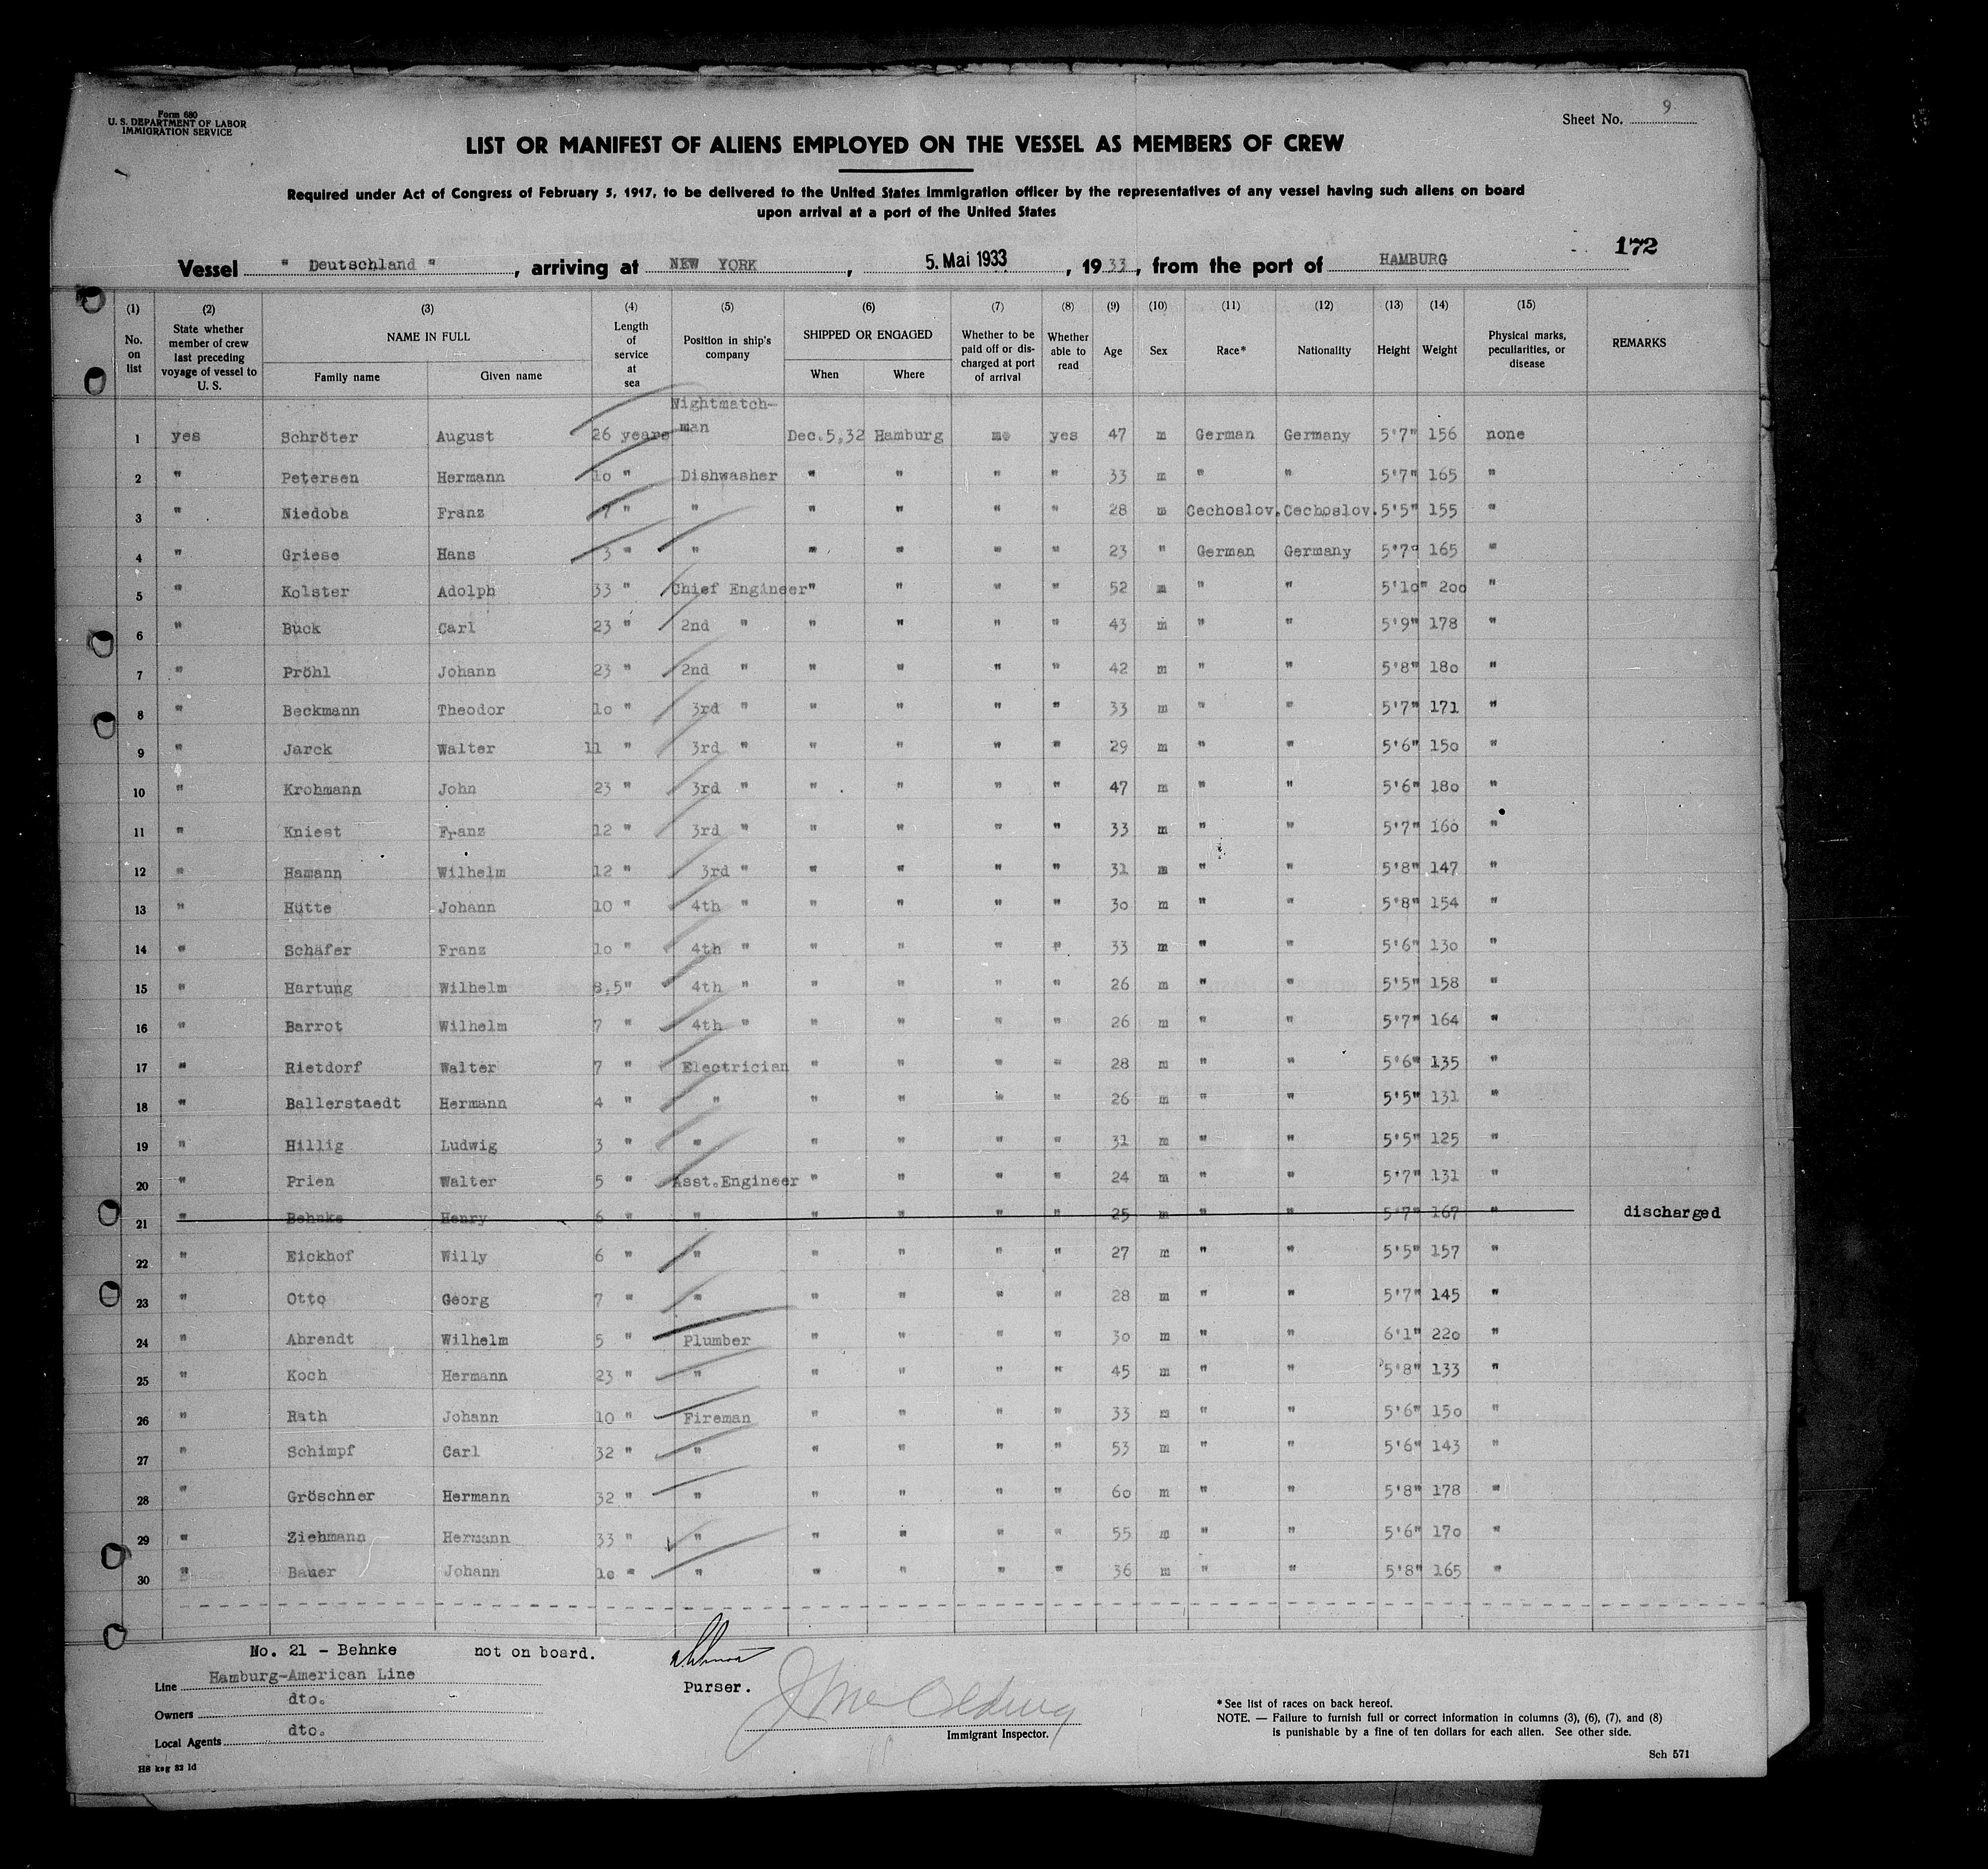 Form 680
U. S. DEPARTMENT OF LABOR
IMMIGRATION SERVICE
Sheet No. 9
LIST OR MANIFEST OF ALIENS EMPLOYED ON THE VESSEL AS MEMBERS OF CREW
Required under Act of Congress of February 5, 1917, to be delivered to the United States immigration officer by the representatives of any vessel having such aliens on board
upon arrival at a port of the United States
172
Vessel " Deutschland ", arriving at NEW YORK, 5. Mai 1933, 1933, from the port of HAMBURG
(1) (2) (3) (4) (5) (6) (7) (8) (9) (10) (11) (12) (13) (14) (15)
No. on list
State whether member of crew last preceding voyage of vessel to U. S.
NAME IN FULL
Family name Given name
Length of service at sea
Position in ship's company
SHIPPED OR ENGAGED
When Where
Whether to be paid off or discharged at port of arrival
Whether able to read
Age Sex Race* Nationality Height Weight
Physical marks, peculiarities, or disease
REMARKS
1 yes Schröter August 26 years Nightmatch-man Dec.5,32 Hamburg no yes 47 m German Germany 5'7" 156 none
2 " Petersen Hermann 10 " Dishwasher " " " " 33 m " " 5'7" 165 "
3 " Niedoba Franz 7 " " " " " " 28 m Cechoslov. Cechoslov. 5'5" 155 "
4 " Griese Hans 3 " " " " " " 23 " German Germany 5'7" 165 "
5 " Kolster Adolph 33 " Chief Engineer " " " " 52 m " " 5'10" 200 "
6 " Buck Carl 23 " 2nd " " " " " 43 m " " 5'9" 178 "
7 " Pröhl Johann 23 " 2nd " " " " " 42 m " " 5'8" 180 "
8 " Beckmann Theodor 10 " 3rd " " " " " 33 m " " 5'7" 171 "
9 " Jarck Walter 11 " 3rd " " " " " 29 m " " 5'6" 150 "
10 " Krohmann John 23 " 3rd " " " " " 47 m " " 5'6" 180 "
11 " Kniest Franz 12 " 3rd " " " " " 33 m " " 5'7" 160 "
12 " Hamann Wilhelm 12 " 3rd " " " " " 31 m " " 5'8" 147 "
13 " Hütte Johann 10 " 4th " " " " " 30 m " " 5'8" 154 "
14 " Schäfer Franz 10 " 4th " " " " " 33 m " " 5'6" 130 "
15 " Hartung Wilhelm 8,5" 4th " " " " " 26 m " " 5'5" 158 "
16 " Barrot Wilhelm 7 " 4th " " " " " 26 m " " 5'7" 164 "
17 " Rietdorf Walter 7 " Electrician " " " " 28 m " " 5'6" 135 "
18 " Ballerstaedt Hermann 4 " " " " " " 26 m " " 5'5" 131 "
19 " Hillig Ludwig 3 " " " " " " 31 m " " 5'5" 125 "
20 " Prien Walter 5 " Asst.Engineer " " " " 24 m " " 5'7" 131 "
21 " Behnke Henry 6 " " " " " " 25 m " " 5'7" 167 " discharged
22 " Eickhof Willy 6 " " " " " " 27 m " " 5'5" 157 "
23 " Otto Georg 7 " " " " " " 28 m " " 5'7" 145 "
24 " Ahrendt Wilhelm 5 " Plumber " " " " 30 m " " 6'1" 220 "
25 " Koch Hermann 23 " " " " " " 45 m " " 5'8" 133 "
26 " Rath Johann 10 " Fireman " " " " 33 m " " 5'6" 150 "
27 " Schimpf Carl 32 " " " " " " 53 m " " 5'6" 143 "
28 " Gröschner Hermann 32 " " " " " " 60 m " " 5'8" 178 "
29 " Ziehmann Hermann 33 " " " " " " 55 m " " 5'6" 170 "
30 " Bauer Johann 10 " " " " " " 36 m " " 5'8" 165 "
No. 21 - Behnke not on board.
Line Hamburg-American Line
Owners dto.
Local Agents dto.
Purser.
Immigrant Inspector.
*See list of races on back hereof.
NOTE. — Failure to furnish full or correct information in columns (3), (6), (7), and (8)
is punishable by a fine of ten dollars for each alien. See other side.
Sch 571